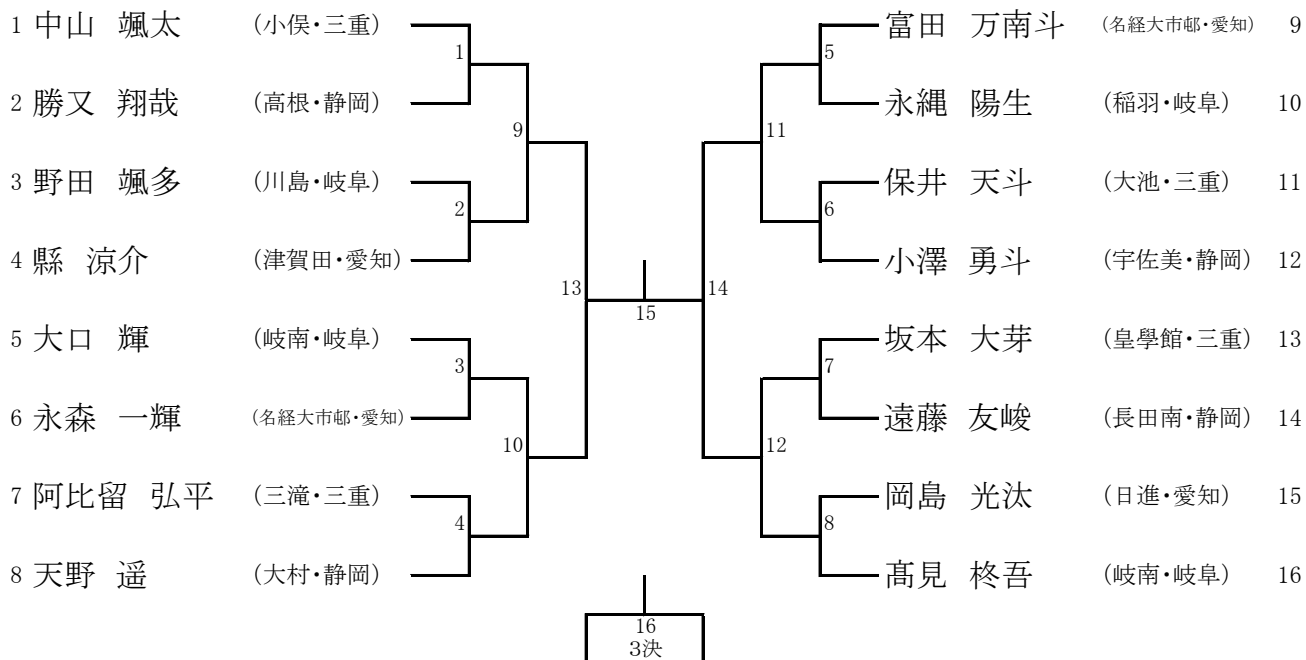 1 中山 颯太 (小俣・三重)
2 勝又 翔哉 (高根・静岡)
3 野田 颯多 (川島・岐阜)
4 縣 涼介 (津賀田・愛知)
5 大口 輝 (岐南・岐阜)
6 永森 一輝 (名経大市邨・愛知)
7 阿比留 弘平 (三滝・三重)
8 天野 遥 (大村・静岡)
1
2
3
4
9
10
13
15
14
11
12
5
6
7
8
富田 万南斗 (名経大市邨・愛知) 9
永縄 陽生 (稲羽・岐阜) 10
保井 天斗 (大池・三重) 11
小澤 勇斗 (宇佐美・静岡) 12
坂本 大芽 (皇學館・三重) 13
遠藤 友峻 (長田南・静岡) 14
岡島 光汰 (日進・愛知) 15
髙見 柊吾 (岐南・岐阜) 16
16
3決